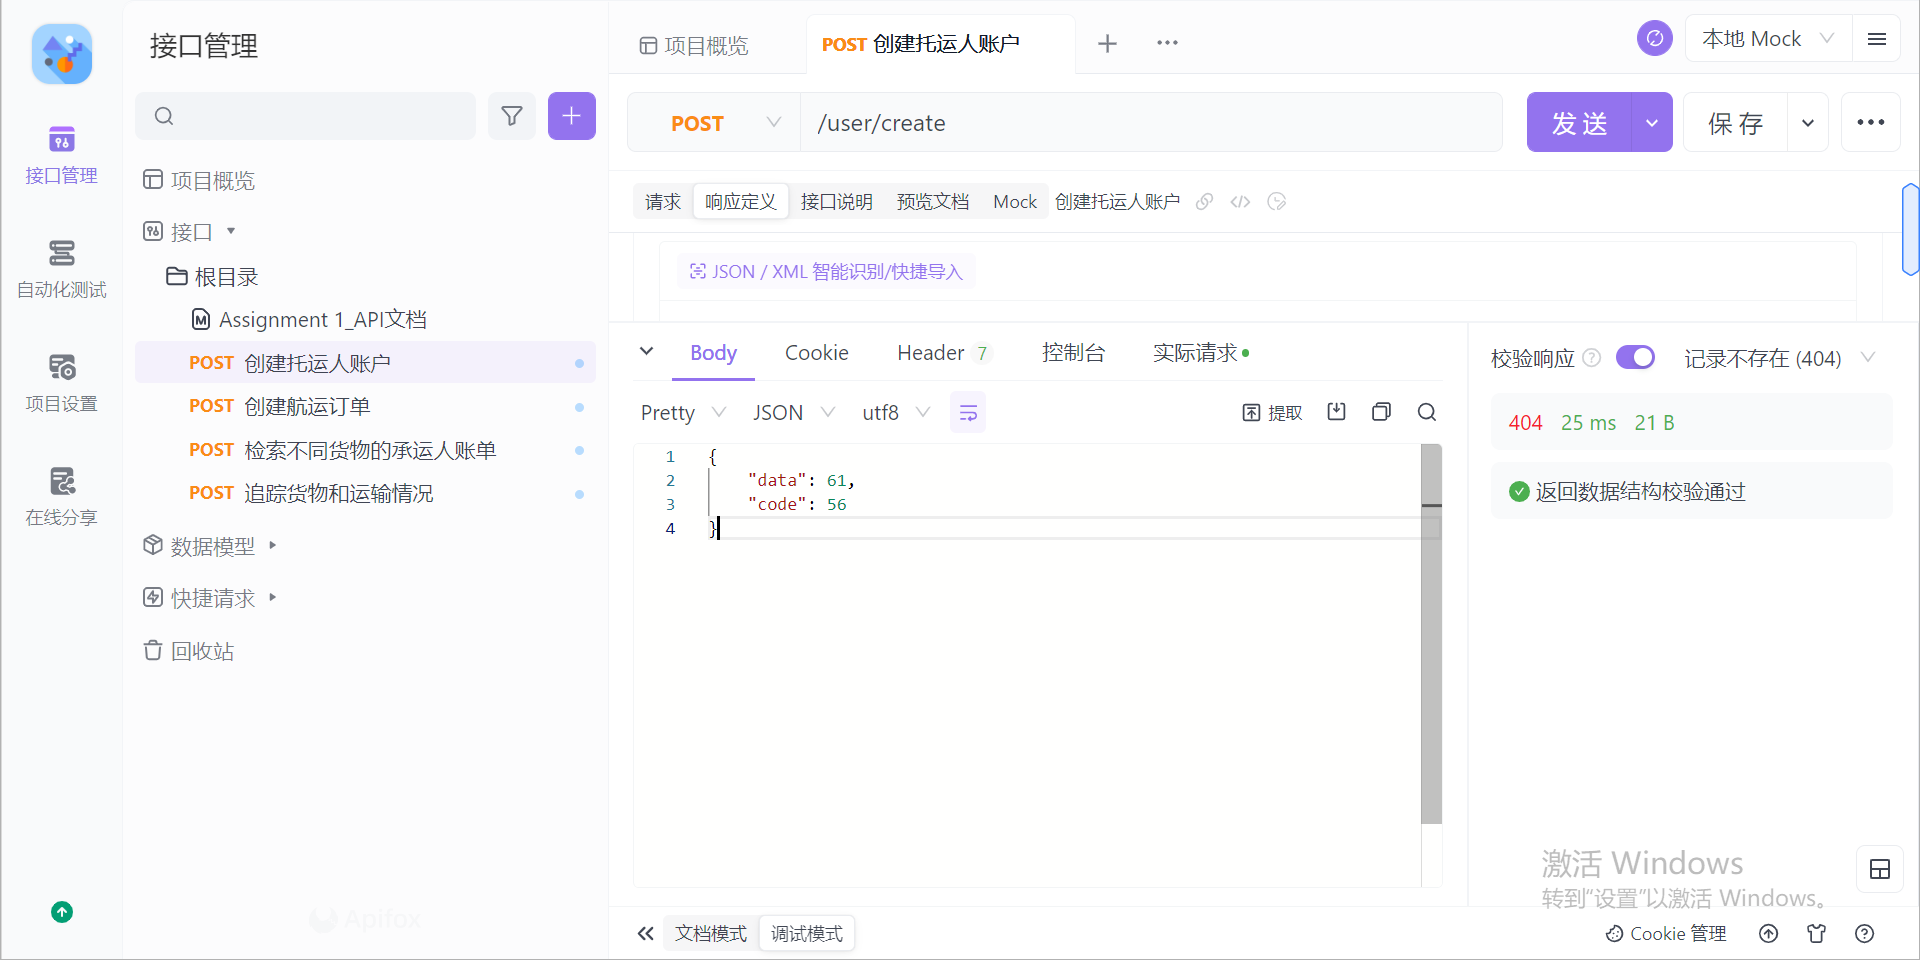 接口管理
自动化测试
项目设置
在线分享
接口管理
项目概览
接口
根目录
Assignment 1_API文档
POST 创建托运人账户
POST 创建航运订单
POST 检索不同货物的承运人账单
POST 追踪货物和运输情况
数据模型
快捷请求
回收站
Apifox
项目概览
POST 创建托运人账户
本地 Mock
POST /user/create
发送
保存
请求 响应定义 接口说明 预览文档 Mock 创建托运人账户
JSON / XML 智能识别/快捷导入
Body Cookie Header 7 控制台 实际请求
Pretty JSON utf8 提取
1 {
2 "data": 61,
3 "code": 56
4 }
校验响应 记录不存在 (404)
404 25 ms 21 B
返回数据结构校验通过
激活 Windows
转到“设置”以激活 Windows。
文档模式 调试模式
Cookie 管理